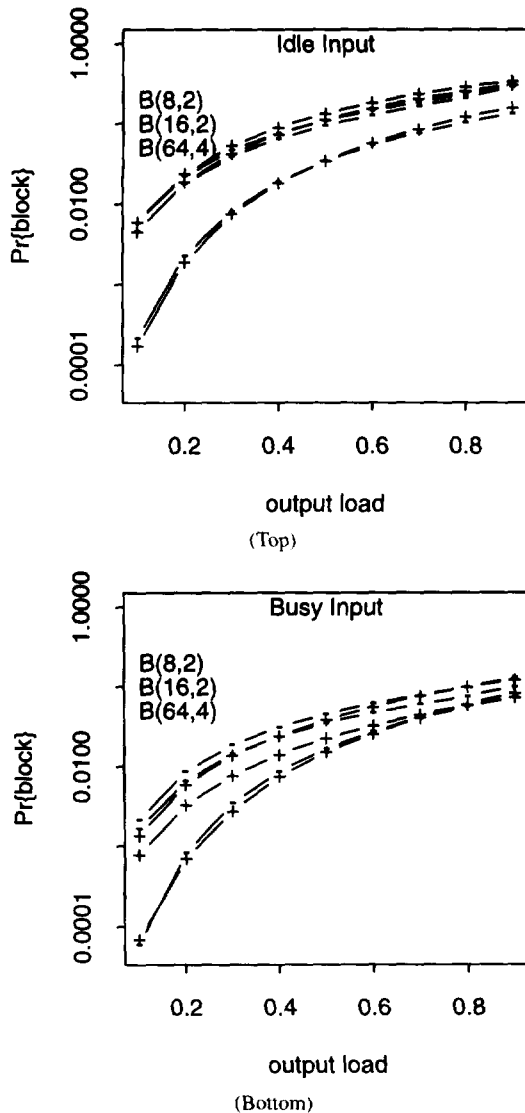 Idle Input
1.0000
B(8,2)
B(16,2)
B(64,4)
0.0100
0.0001
Pr{block}
0.2 0.4 0.6 0.8
output load
(Top)
Busy Input
1.0000
B(8,2)
B(16,2)
B(64,4)
0.0100
0.0001
Pr{block}
0.2 0.4 0.6 0.8
output load
(Bottom)